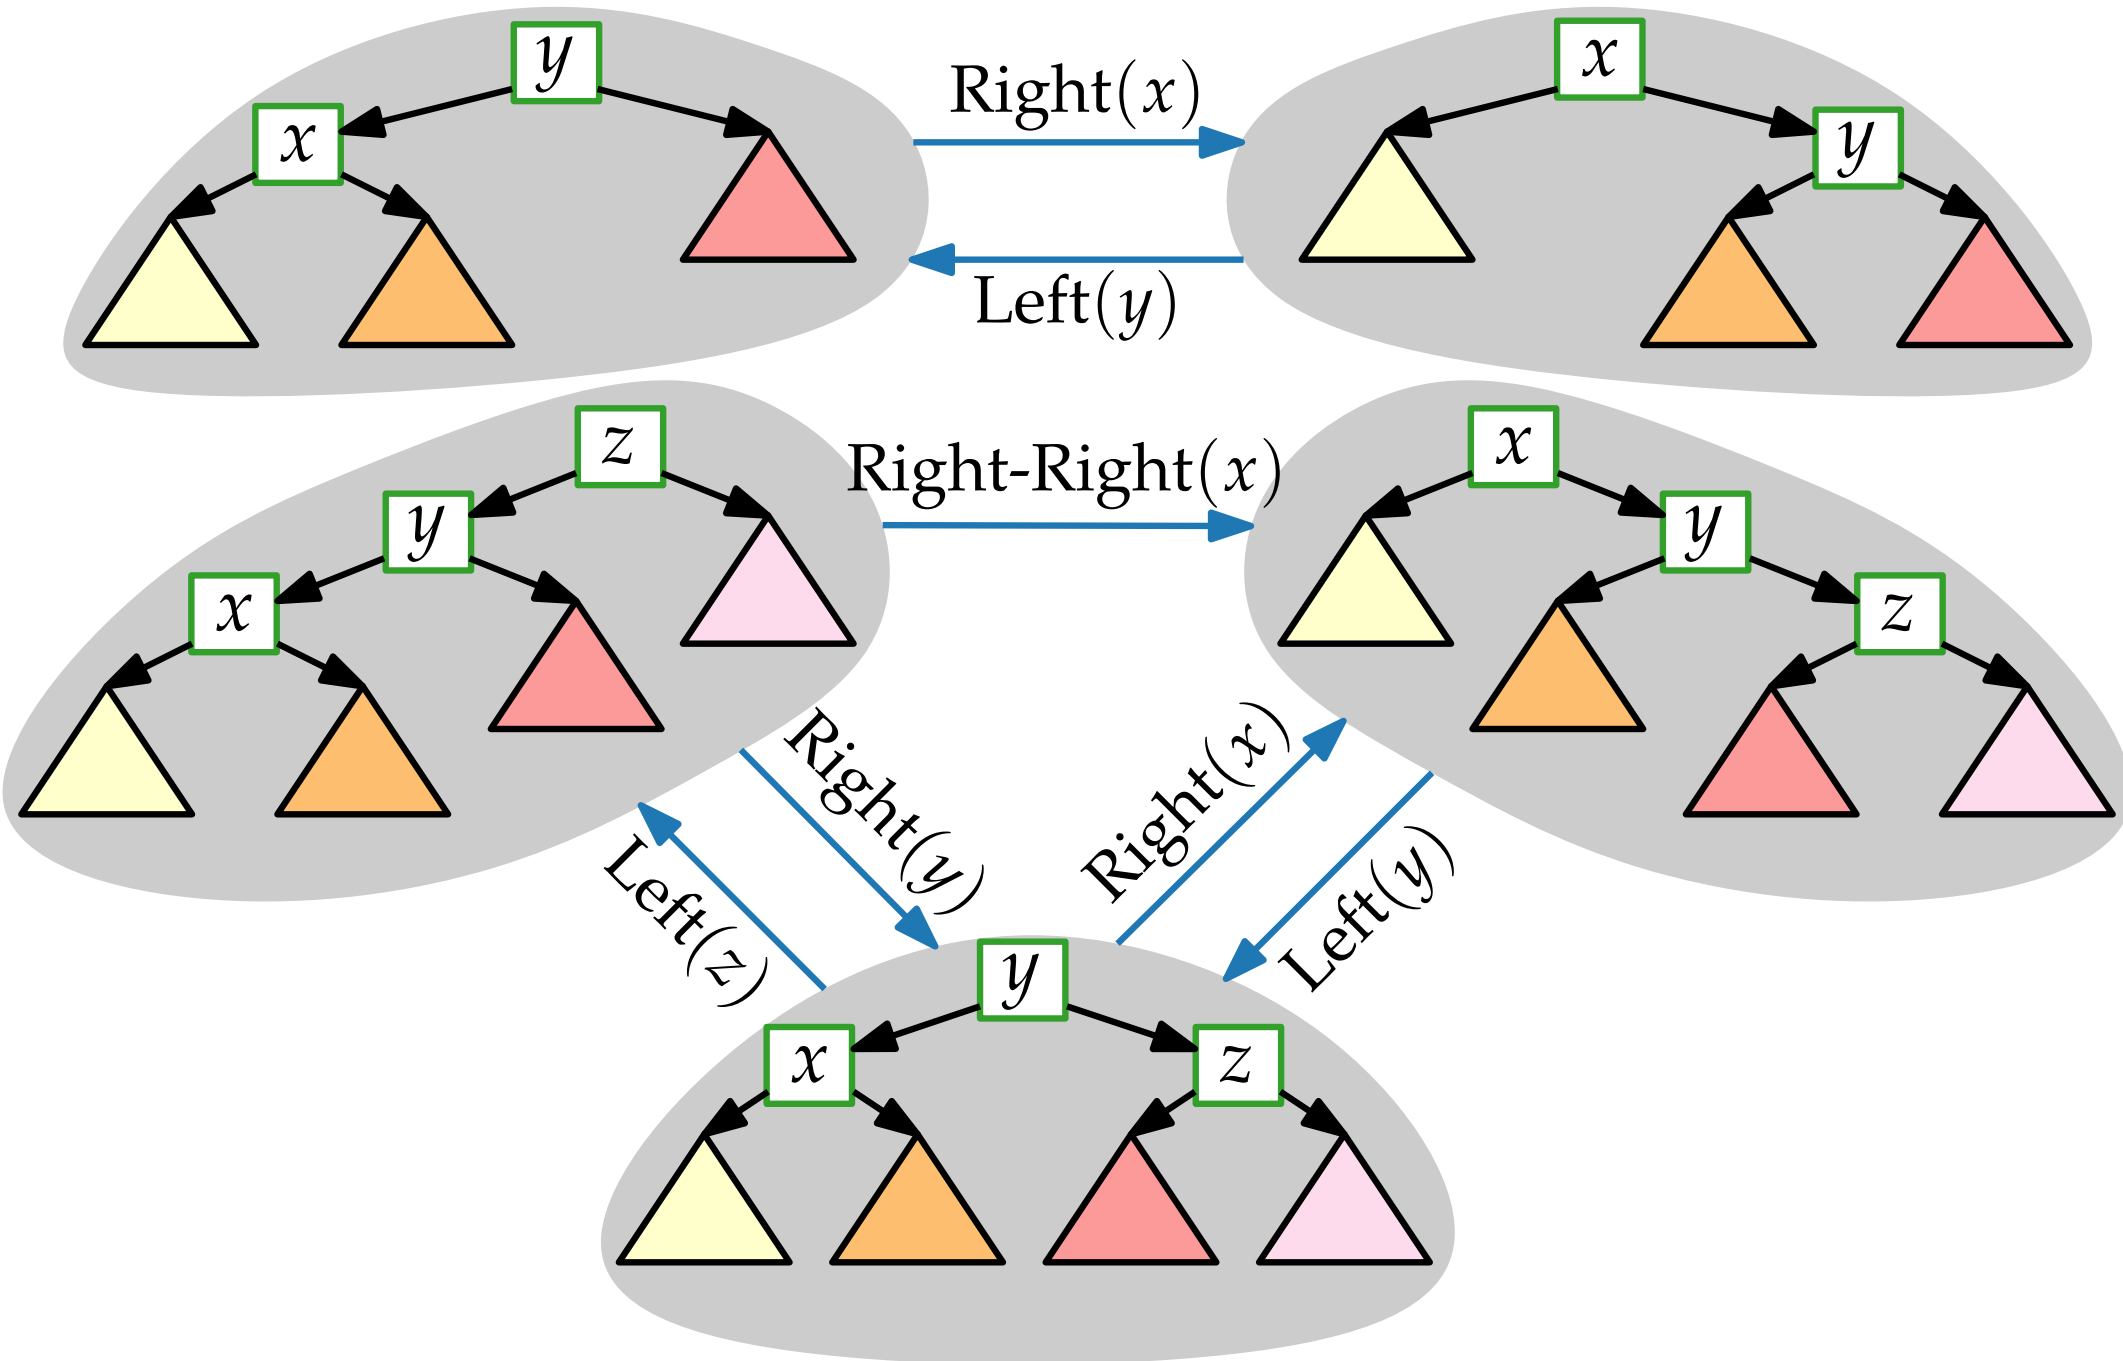 y
x
Right(x)
x
y
Left(y)
z
y
x
Right-Right(x)
x
y
z
Right(y)
Left(z)
Right(x)
Left(y)
y
x
z